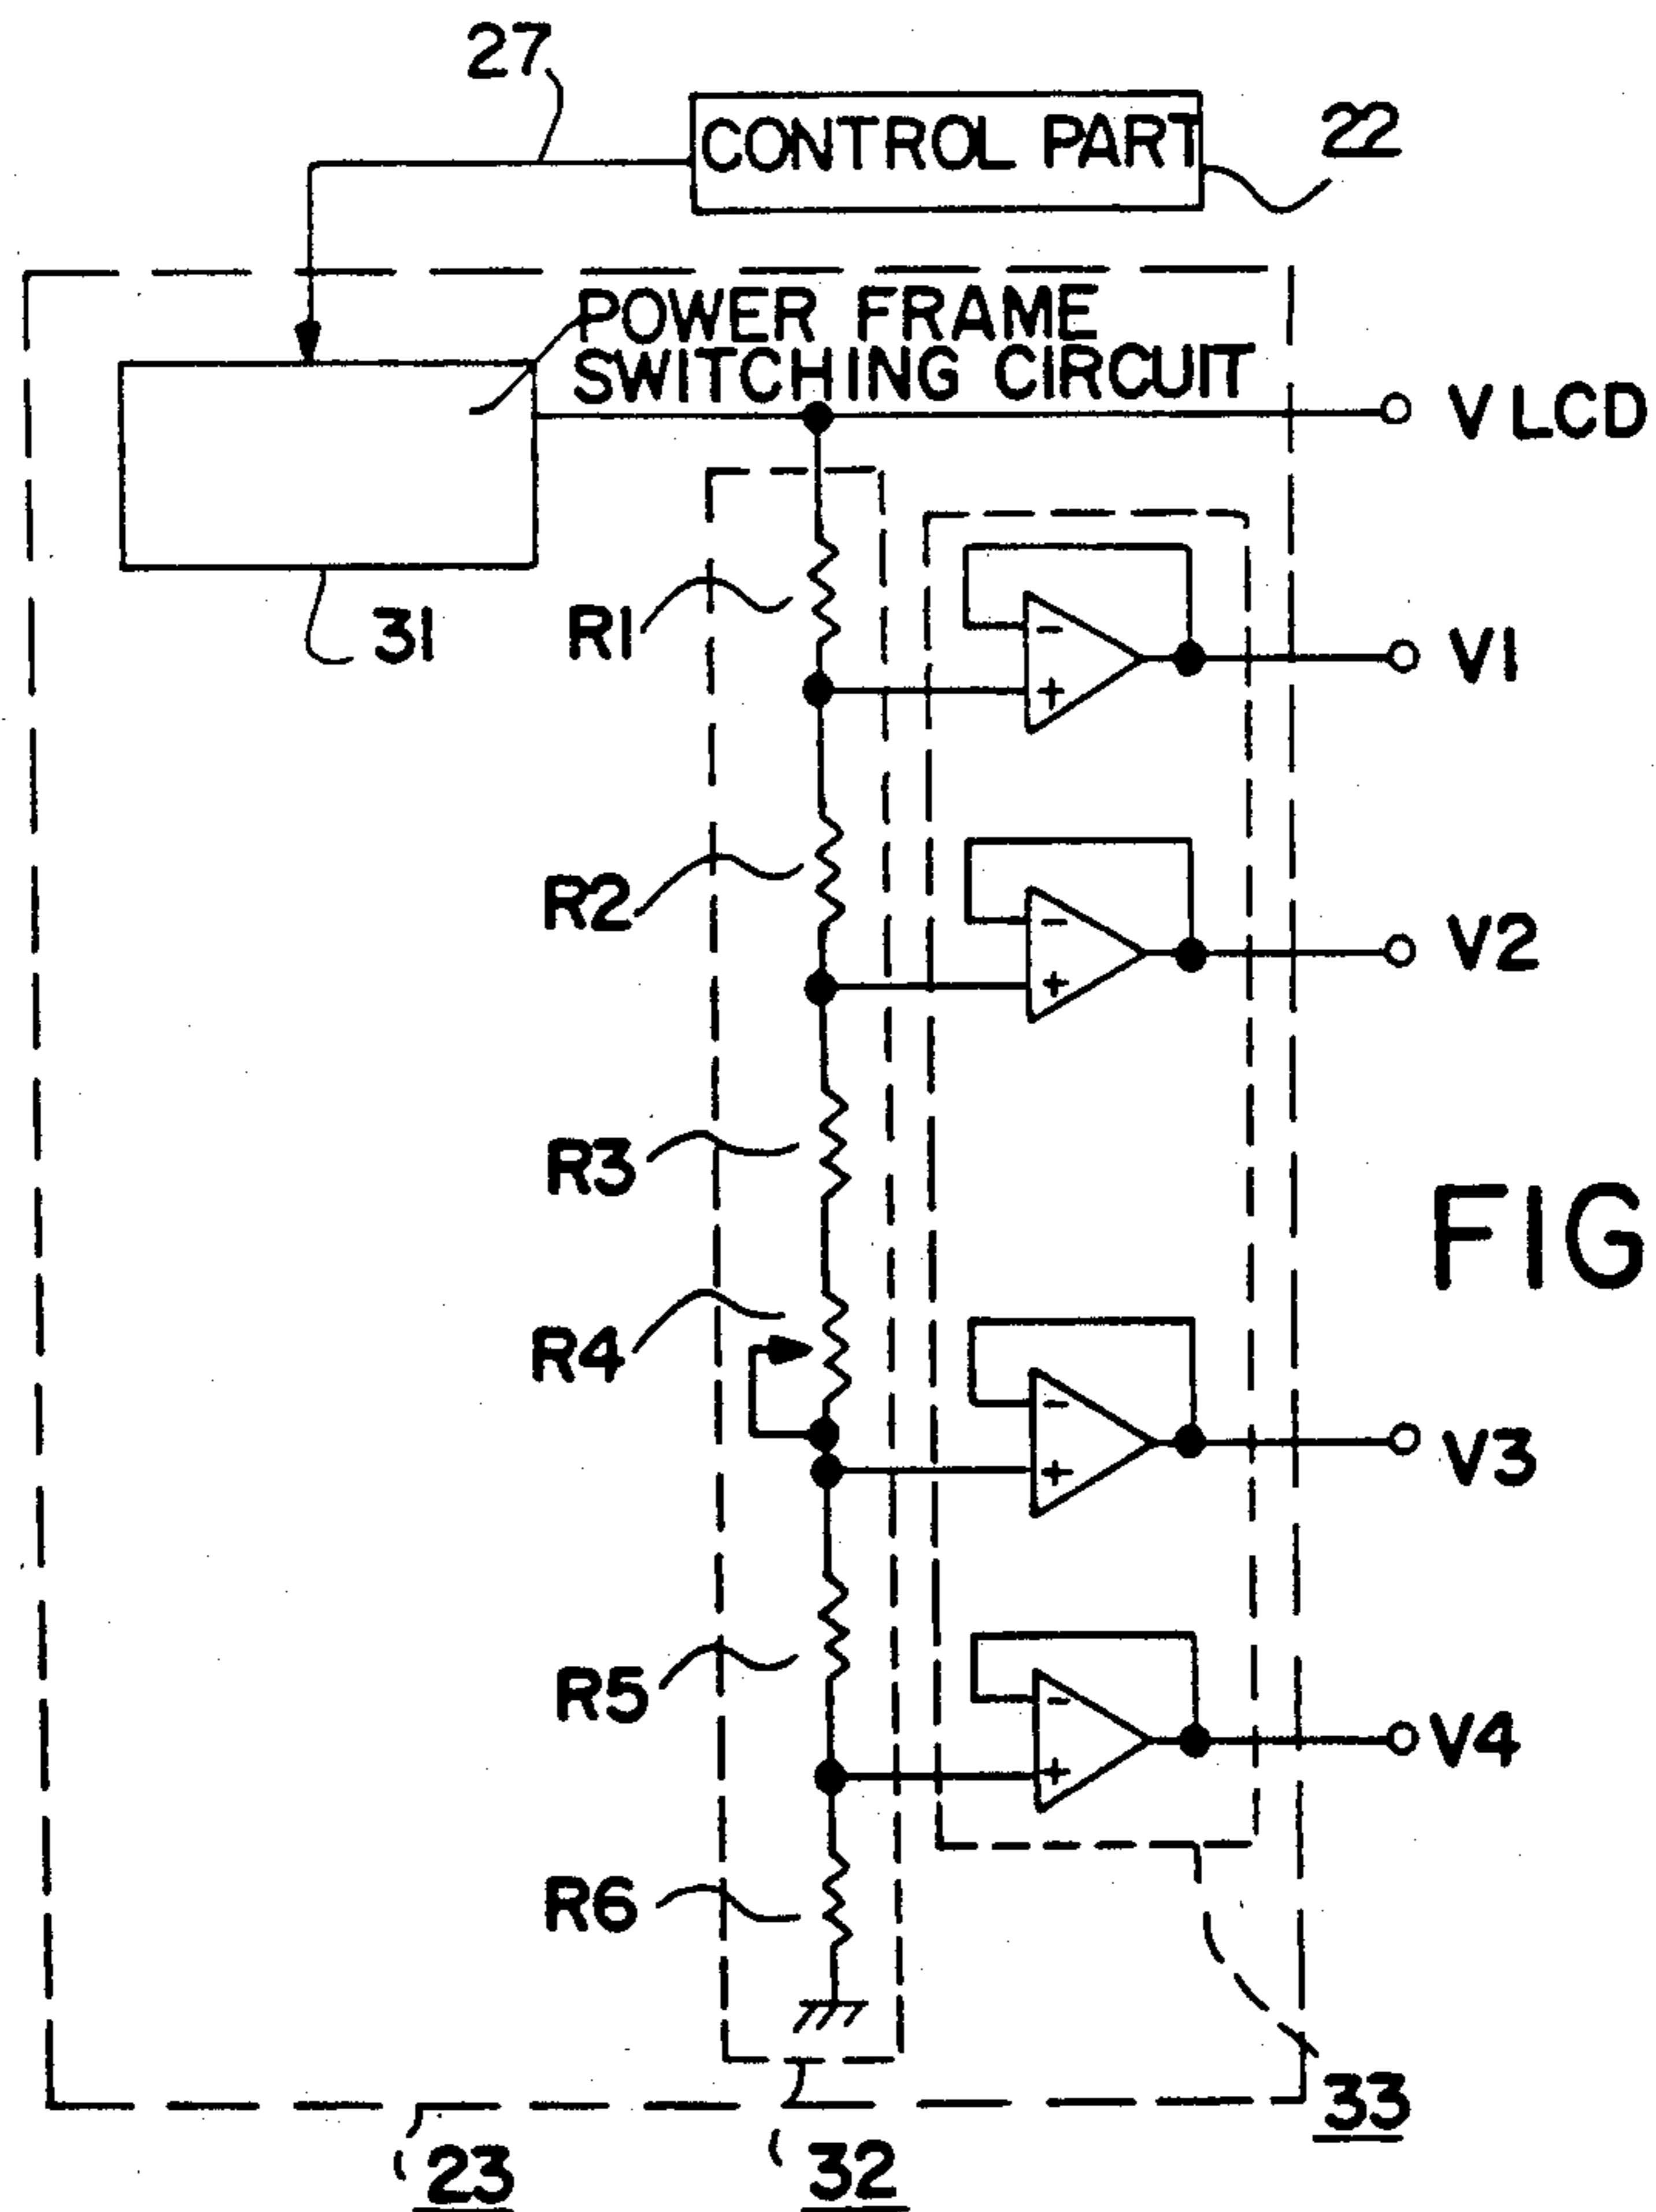 27
CONTROL PART
22
POWER FRAME
SWITCHING CIRCUIT
V LCD
31
R1
-
+
V1
R2
-
+
V2
R3
FIG
R4
-
+
V3
R5
-
+
V4
R6
33
23
32